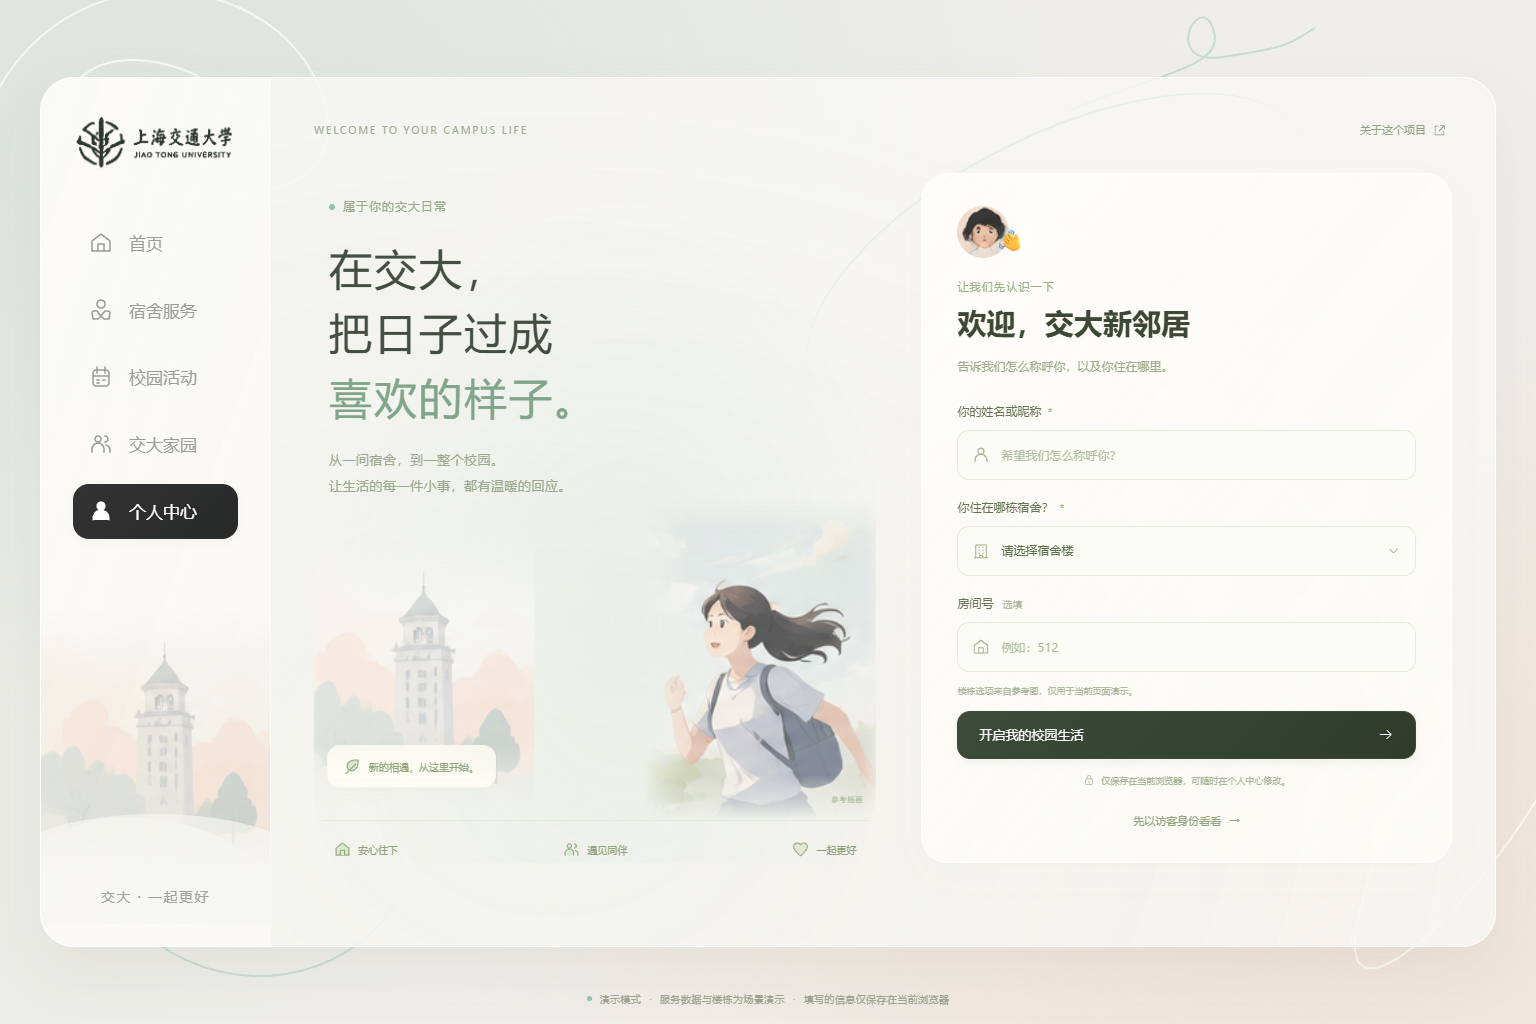 上海交通大学
JIAO TONG UNIVERSITY
首页
宿舍服务
校园活动
交大家园
个人中心
交大 · 一起更好
WELCOME TO YOUR CAMPUS LIFE
关于这个项目
属于你的交大日常
在交大，
把日子过成
喜欢的样子。
从一间宿舍，到一整个校园。
让生活的每一件小事，都有温暖的回应。
新的相遇，从这里开始。
参考插画
安心住下
遇见同伴
一起更好
让我们先认识一下
欢迎，交大新邻居
告诉我们怎么称呼你，以及你住在哪里。
你的姓名或昵称 *
希望我们怎么称呼你？
你住在哪栋宿舍？ *
请选择宿舍楼
房间号 选填
例如：512
楼栋选项来自参考图，仅用于当前页面演示。
开启我的校园生活 →
仅保存在当前浏览器，可随时在个人中心修改。
先以访客身份看看 →
演示模式 · 服务数据与楼栋为场景演示 · 填写的信息仅保存在当前浏览器